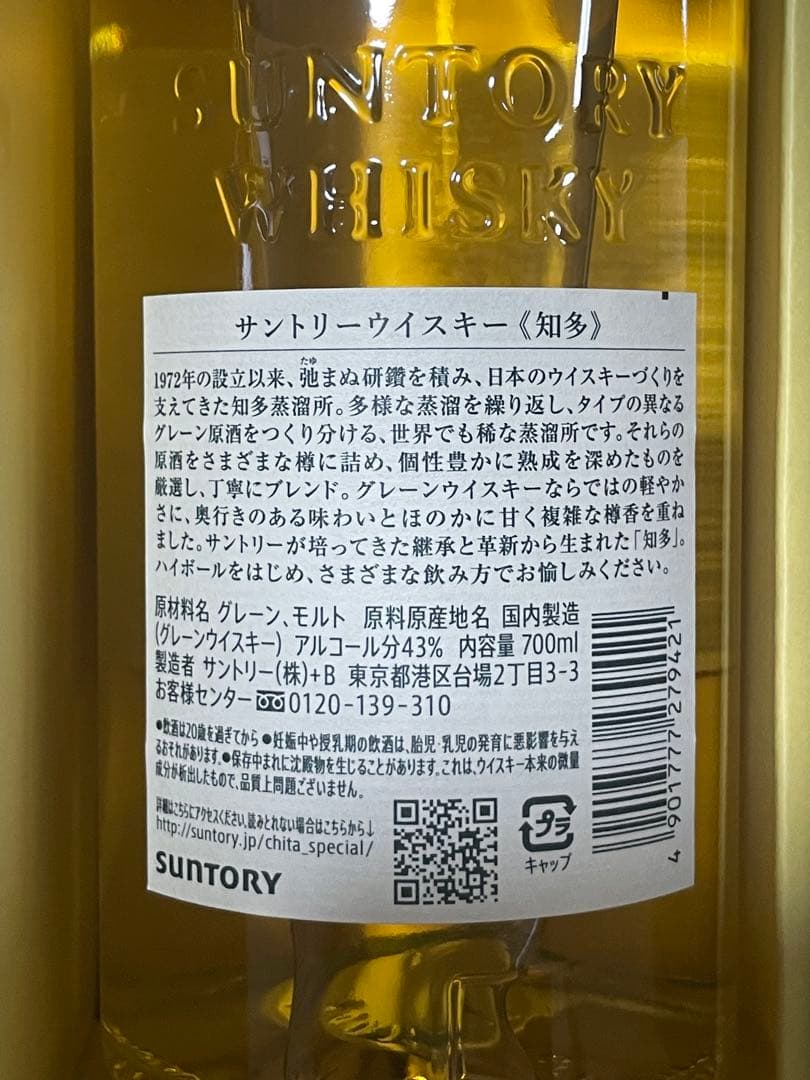 SUNTORY
WHISKY
サントリーウイスキー《知多》
1972年の設立以来、弛まぬ研鑽を積み、日本のウイスキーづくりを
たゆ
支えてきた知多蒸溜所。多様な蒸溜を繰り返し、タイプの異なる
グレーン原酒をつくり分ける、世界でも稀な蒸溜所です。それらの
原酒をさまざまな樽に詰め、個性豊かに熟成を深めたものを
厳選し、丁寧にブレンド。グレーンウイスキーならではの軽やか
さに、奥行きのある味わいとほのかに甘く複雑な樽香を重ね
ました。サントリーが培ってきた継承と革新から生まれた「知多」。
ハイボールをはじめ、さまざまな飲み方でお愉しみください。
原材料名 グレーン、モルト 原料原産地名 国内製造
(グレーンウイスキー) アルコール分43% 内容量 700ml
製造者 サントリー(株)+B 東京都港区台場2丁目3-3
お客様センター 0120-139-310
●飲酒は20歳を過ぎてから ●妊娠中や授乳期の飲酒は、胎児・乳児の発育に悪影響を与え
るおそれがあります。●保存中まれに沈殿物を生じることがあります。これは、ウイスキー本来の微量
成分が析出したもので、品質上問題ございません。
詳細はこちらにアクセスください。読みとれない場合はこちらから↓
http://suntory.jp/chita_special/
SUNTORY
プラ
キャップ
4 901777 279421